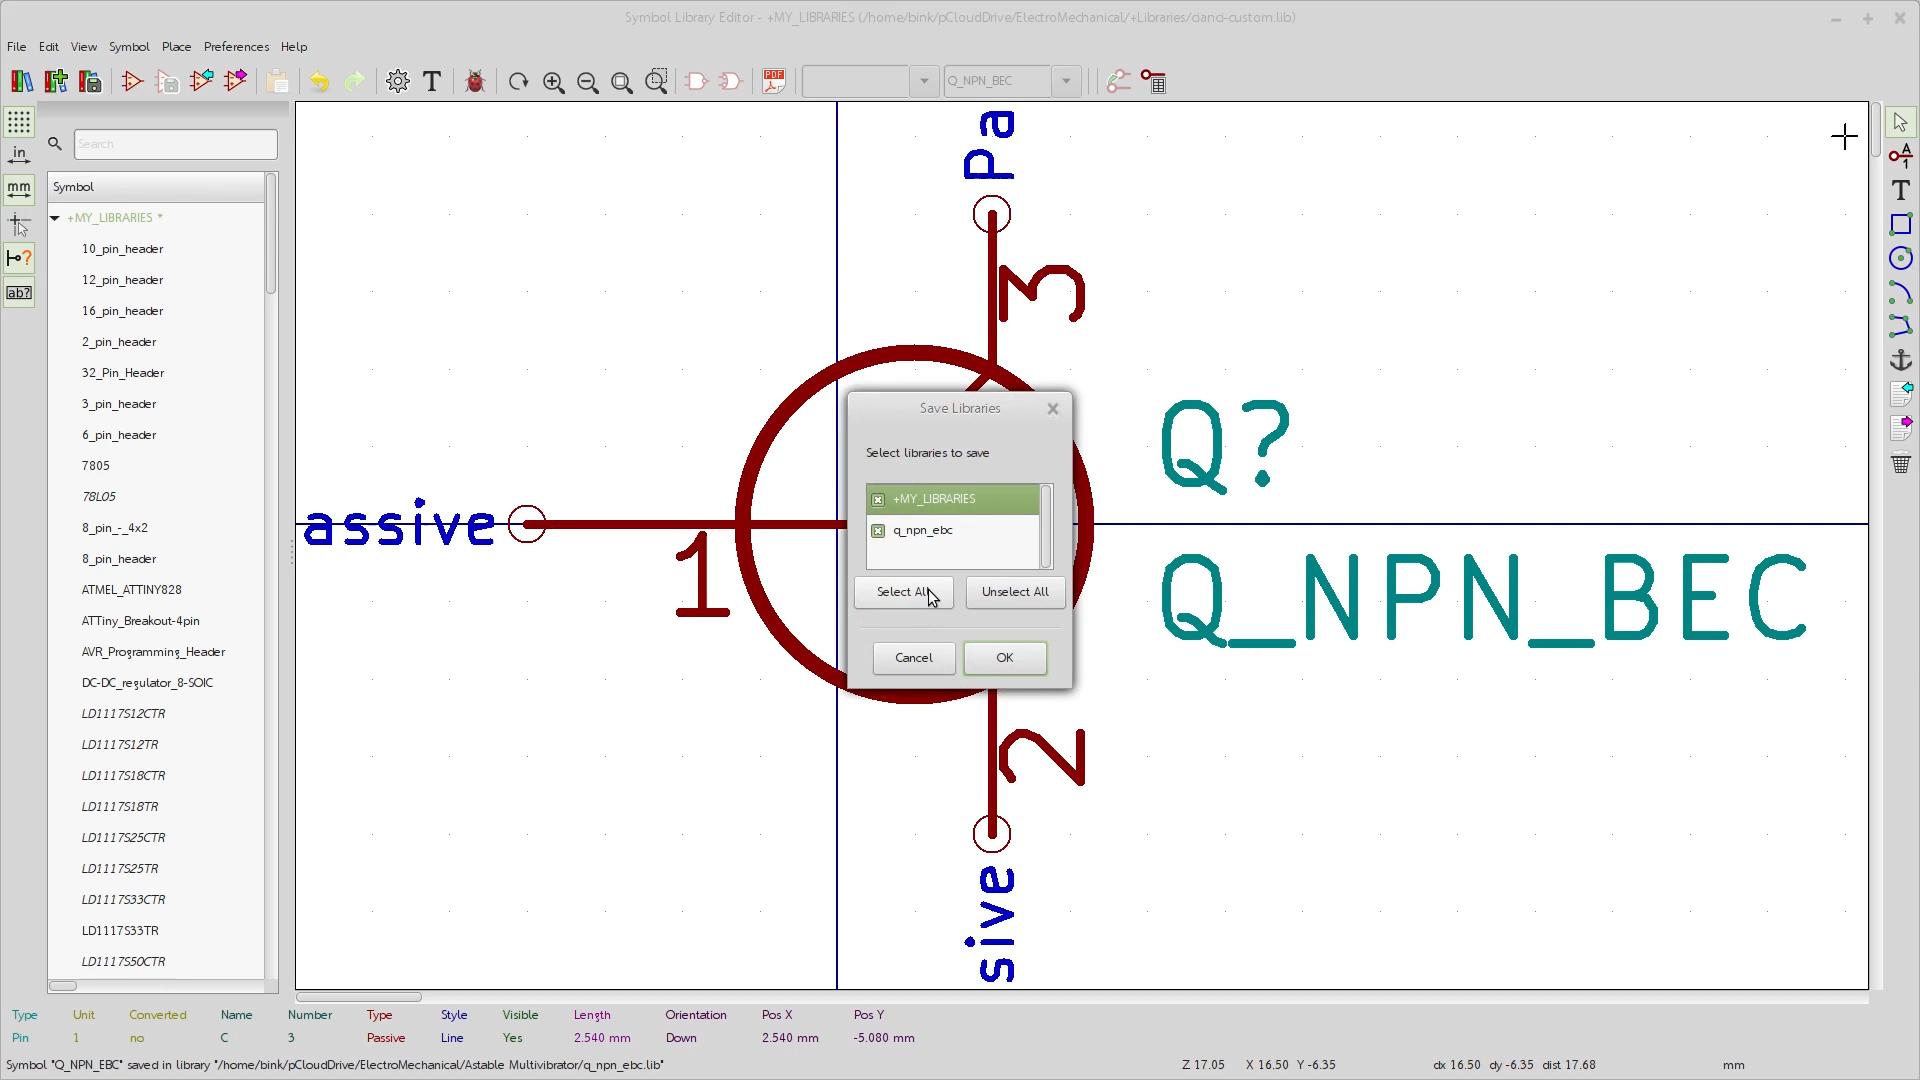 Symbol Library Editor - +MY_LIBRARIES (/home/bink/pCloudDrive/ElectroMechanical/+Libraries/cianci-custom.lib)
File Edit View Symbol Place Preferences Help
T
PDF
Q_NPN_BEC
in
mm
ab?
Search
Symbol
+MY_LIBRARIES *
10_pin_header
12_pin_header
16_pin_header
2_pin_header
32_Pin_Header
3_pin_header
6_pin_header
7805
78L05
8_pin_-_4x2
8_pin_header
ATMEL_ATTINY828
ATTiny_Breakout-4pin
AVR_Programming_Header
DC-DC_regulator_8-SOIC
LD1117S12CTR
LD1117S12TR
LD1117S18CTR
LD1117S18TR
LD1117S25CTR
LD1117S25TR
LD1117S33CTR
LD1117S33TR
LD1117S50CTR
Pa
3
assive
1
2
sive
Q?
Q_NPN_BEC
Save Libraries
Select libraries to save
+MY_LIBRARIES
q_npn_ebc
Select All Unselect All
Cancel OK
A
1
T
Type Unit Converted Name Number Type Style Visible Length Orientation Pos X Pos Y
Pin 1 no C 3 Passive Line Yes 2.540 mm Down 2.540 mm -5.080 mm
Symbol "Q_NPN_EBC" saved in library "/home/bink/pCloudDrive/ElectroMechanical/Astable Multivibrator/q_npn_ebc.lib"
Z 17.05 X 16.50 Y -6.35 dx 16.50 dy -6.35 dist 17.68 mm